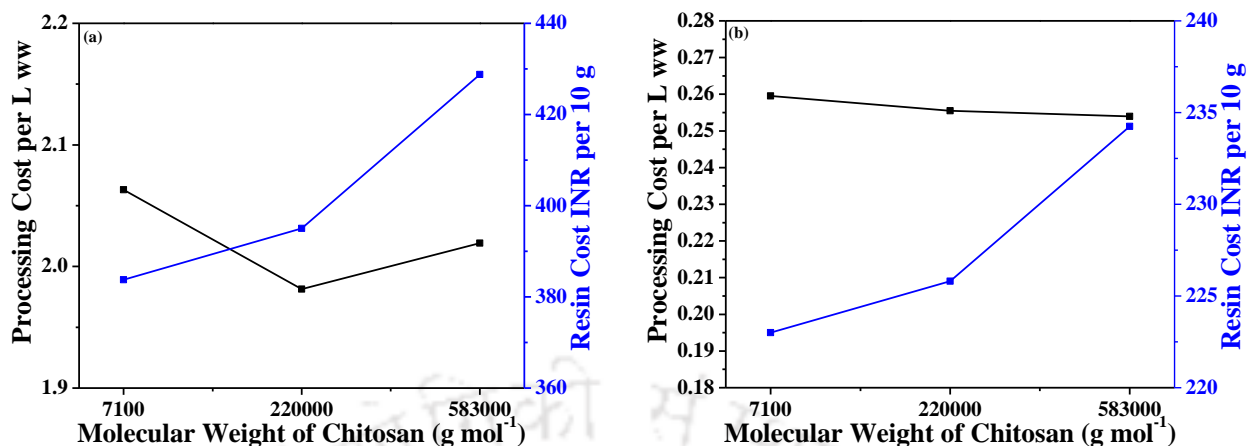 (a)
2.2
2.1
2.0
1.9
Processing Cost per L ww
440
420
400
380
360
Resin Cost INR per 10 g
7100 220000 583000
Molecular Weight of Chitosan (g mol⁻¹)
(b)
0.28
0.27
0.26
0.25
0.24
0.23
0.22
0.21
0.20
0.19
0.18
Processing Cost per L ww
240
235
230
225
220
Resin Cost INR per 10 g
7100 220000 583000
Molecular Weight of Chitosan (g mol⁻¹)